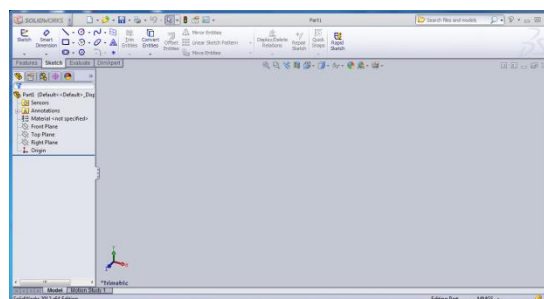 SOLIDWORKS
Part1
Search files and models
Sketch
Smart Dimension
Trim Entities
Convert Entities
Offset Entities
Mirror Entities
Linear Sketch Pattern
Move Entities
Display/Delete Relations
Repair Sketch
Quick Snaps
Rapid Sketch
Features Sketch Evaluate DimXpert
Part1 (Default<<Default>_Disp
Sensors
Annotations
Material <not specified>
Front Plane
Top Plane
Right Plane
Origin
*Trimetric
Model Motion Study 1
Editing Part MMGS